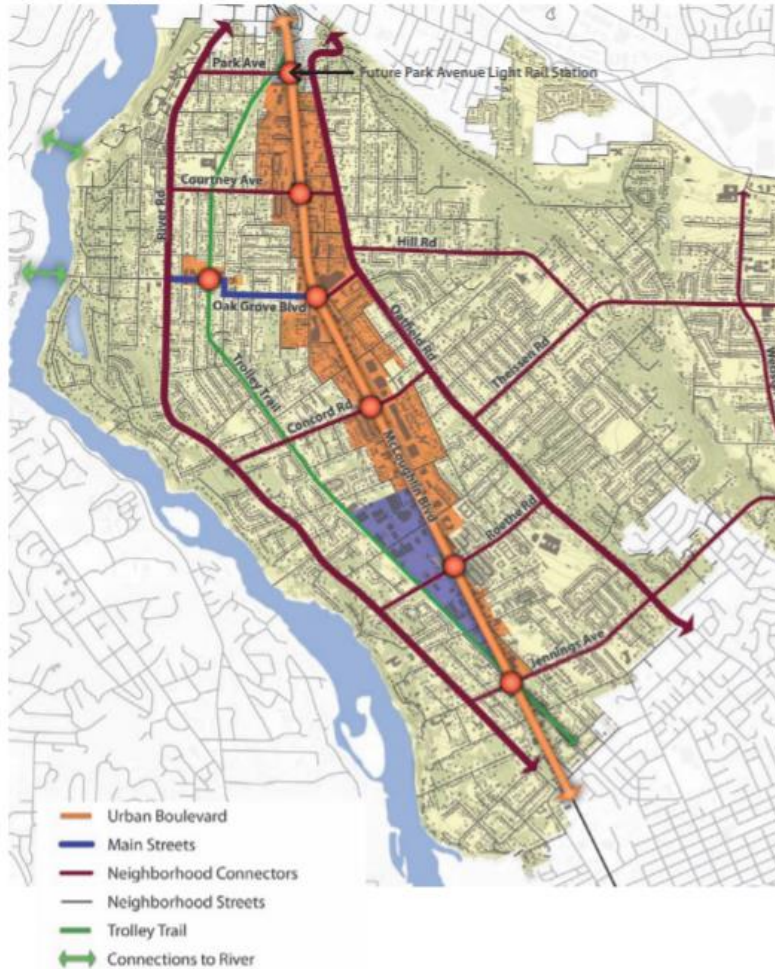 Park Ave
Future Park Avenue Light Rail Station
Courtney Ave
River Rd
Hill Rd
Oak Grove Blvd
Oatfield Rd
Theissen Rd
Trolley Trail
Concord Rd
McLoughlin Blvd
Roethe Rd
Jennings Ave
Urban Boulevard
Main Streets
Neighborhood Connectors
Neighborhood Streets
Trolley Trail
Connections to River